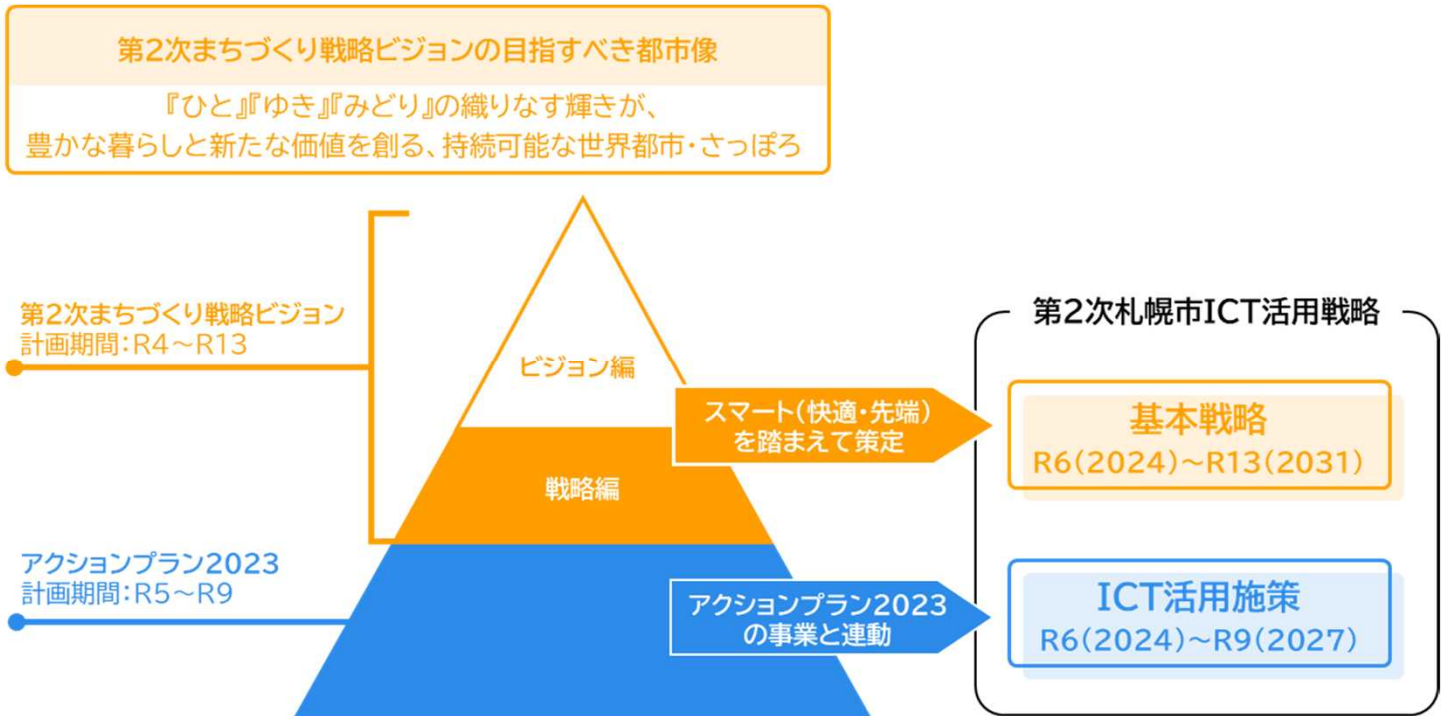 第2次まちづくり戦略ビジョンの目指すべき都市像
『ひと』『ゆき』『みどり』の織りなす輝きが、
豊かな暮らしと新たな価値を創る、持続可能な世界都市・さっぽろ
第2次まちづくり戦略ビジョン
計画期間：R4～R13
ビジョン編
戦略編
アクションプラン2023
計画期間：R5～R9
スマート（快適・先端）
を踏まえて策定
アクションプラン2023
の事業と連動
第2次札幌市ICT活用戦略
基本戦略
R6(2024)～R13(2031)
ICT活用施策
R6(2024)～R9(2027)